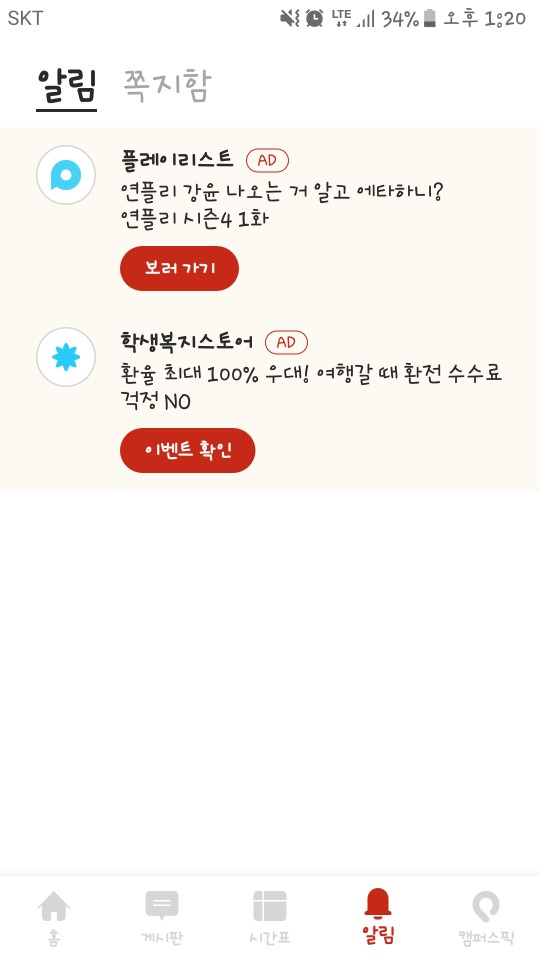 SKT LTE 34% 오후 1:20
알림 쪽지함
플레이리스트 AD
연플리 강윤 나오는 거 알고 에타하니?
연플리 시즌4 1화
보러 가기
학생복지스토어 AD
환율 최대 100% 우대! 여행갈 때 환전 수수료
걱정 NO
이벤트 확인
홈 게시판 시간표 알림 캠퍼스픽